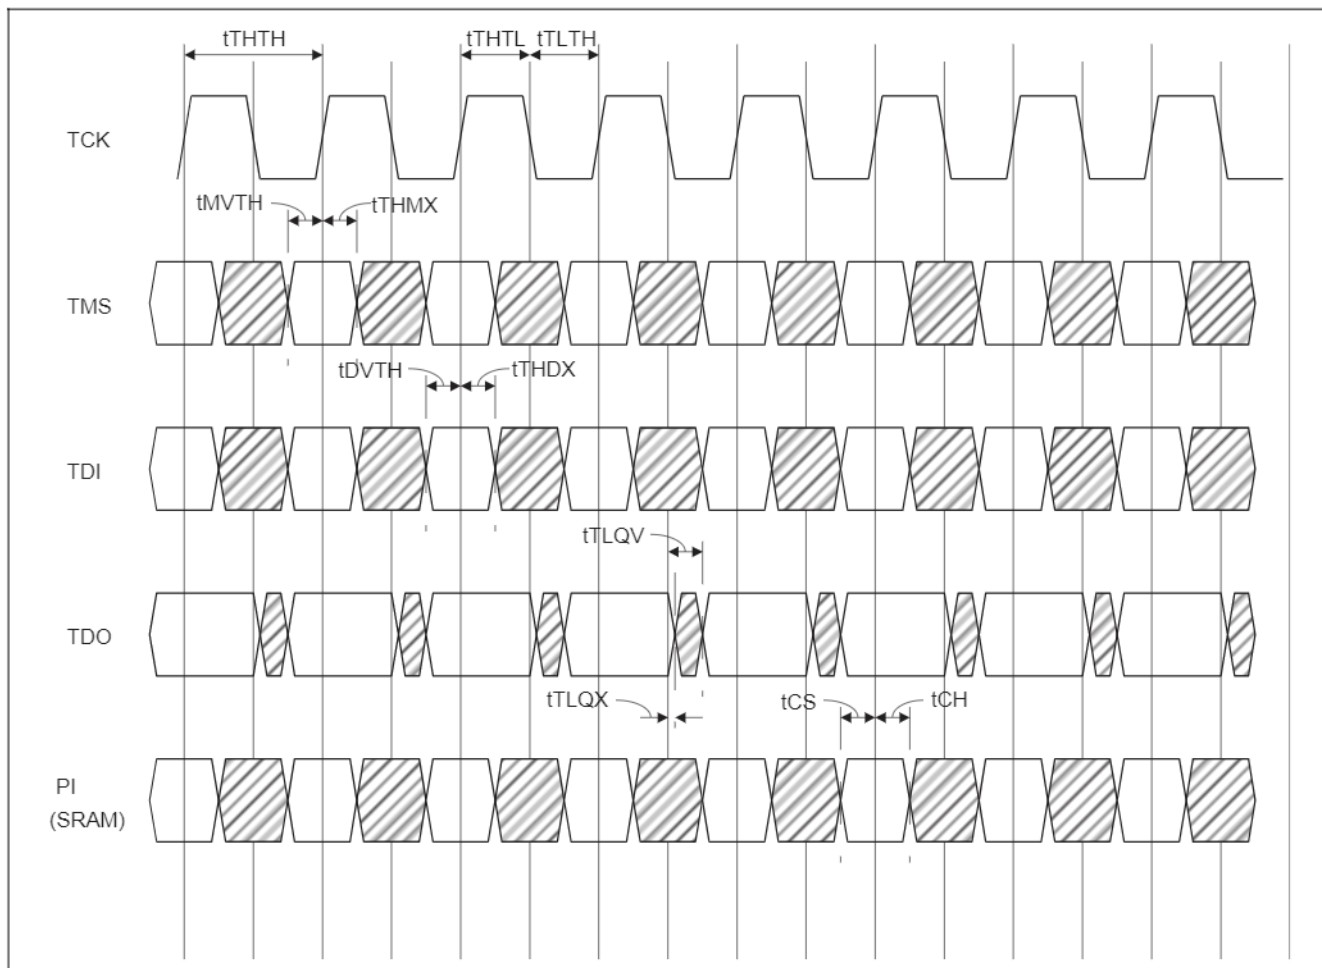 tTHTH
tTHTL
tTLTH
TCK
tMVTH
tTHMX
TMS
tDVTH
tTHDX
TDI
tTLQV
TDO
tTLQX
tCS
tCH
PI
(SRAM)